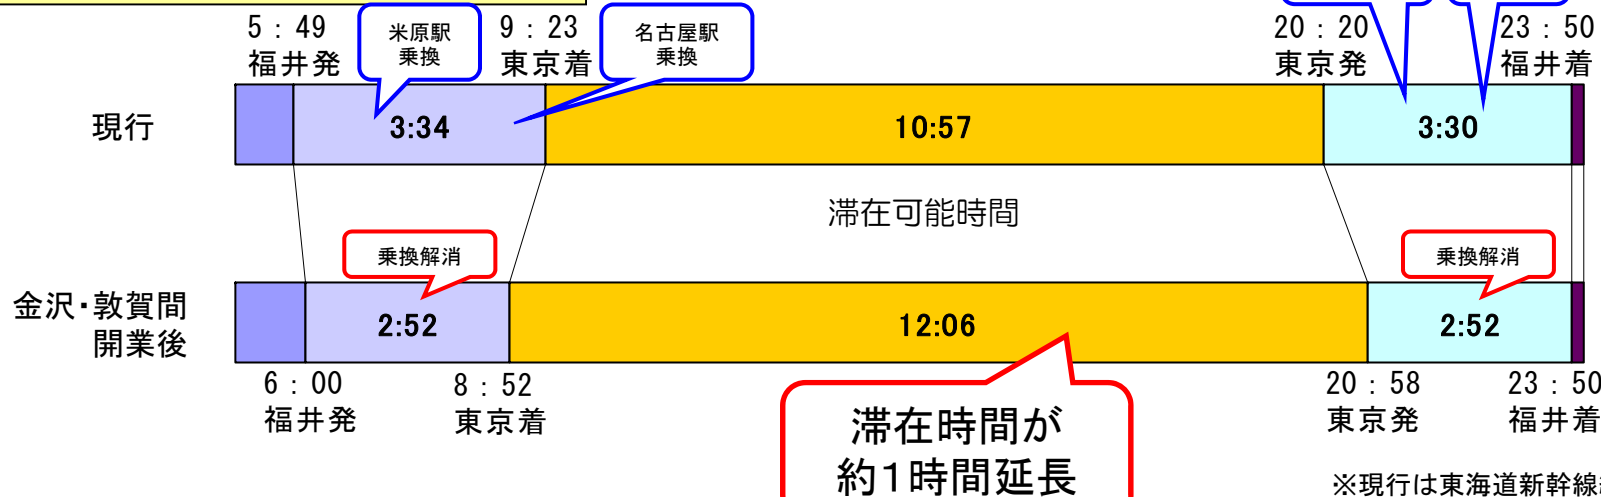 5：49
福井発
米原駅
乗換
9：23
東京着
名古屋駅
乗換
20：20
東京発
23：50
福井着
現行
3:34
10:57
3:30
滞在可能時間
乗換解消
乗換解消
金沢・敦賀間
開業後
2:52
12:06
2:52
6：00
福井発
8：52
東京着
20：58
東京発
23：50
福井着
滞在時間が
約1時間延長
※現行は東海道新幹線